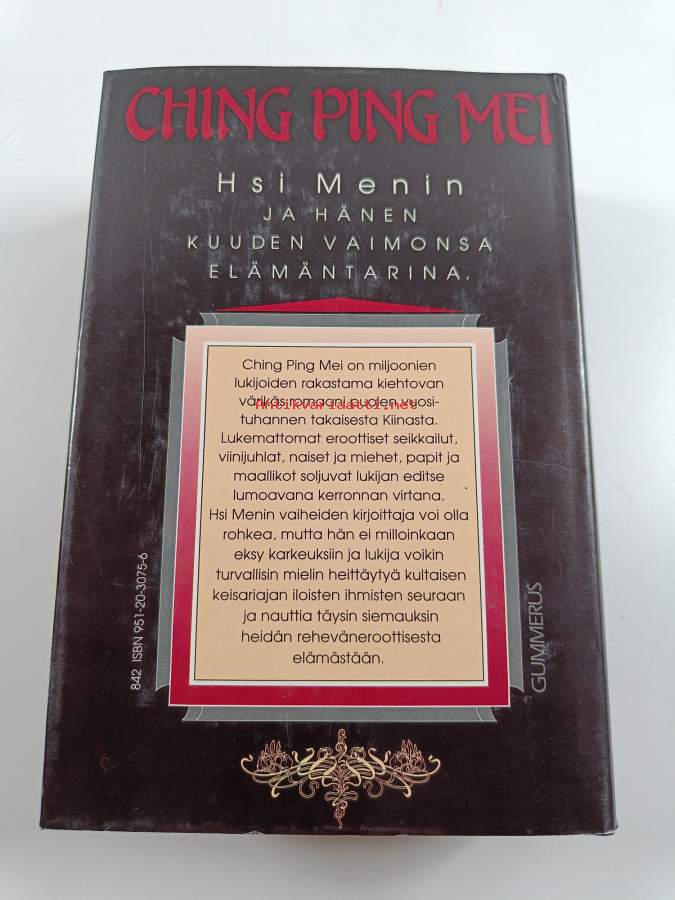 CHING PING MEI
Hsi Menin
JA HÄNEN
KUUDEN VAIMONSA
ELÄMÄNTARINA.
Ching Ping Mei on miljoonien
lukijoiden rakastama kiehtovan
värikäs romaani puolen vuosi-
Antikvariaatti.net
tuhannen takaisesta Kiinasta.
Lukemattomat eroottiset seikkailut,
viinijuhlat, naiset ja miehet, papit ja
maallikot soljuvat lukijan editse
lumoavana kerronnan virtana.
Hsi Menin vaiheiden kirjoittaja voi olla
rohkea, mutta hän ei milloinkaan
eksy karkeuksiin ja lukija voikin
turvallisin mielin heittäytyä kultaisen
keisariajan iloisten ihmisten seuraan
ja nauttia täysin siemauksin
heidän reheväneroottisesta
elämästään.
842 ISBN 951-20-3075-6
GUMMERUS